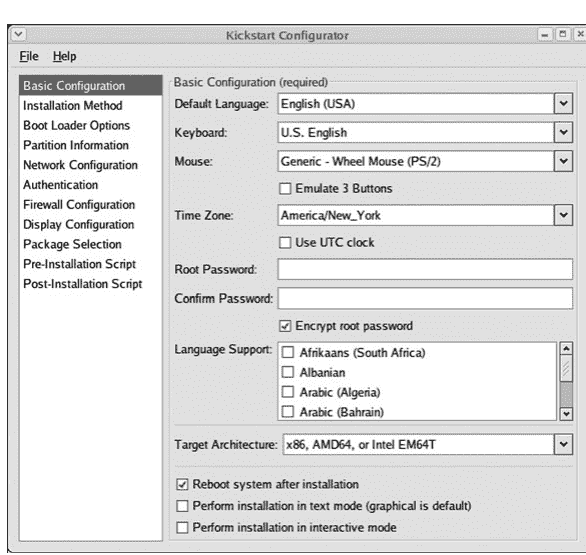 Kickstart Configurator
File Help
Basic Configuration
Installation Method
Boot Loader Options
Partition Information
Network Configuration
Authentication
Firewall Configuration
Display Configuration
Package Selection
Pre-Installation Script
Post-Installation Script
Basic Configuration (required)
Default Language: English (USA)
Keyboard: U.S. English
Mouse: Generic - Wheel Mouse (PS/2)
Emulate 3 Buttons
Time Zone: America/New_York
Use UTC clock
Root Password:
Confirm Password:
Encrypt root password
Language Support: Afrikaans (South Africa)
Albanian
Arabic (Algeria)
Arabic (Bahrain)
Target Architecture: x86, AMD64, or Intel EM64T
Reboot system after installation
Perform installation in text mode (graphical is default)
Perform installation in interactive mode